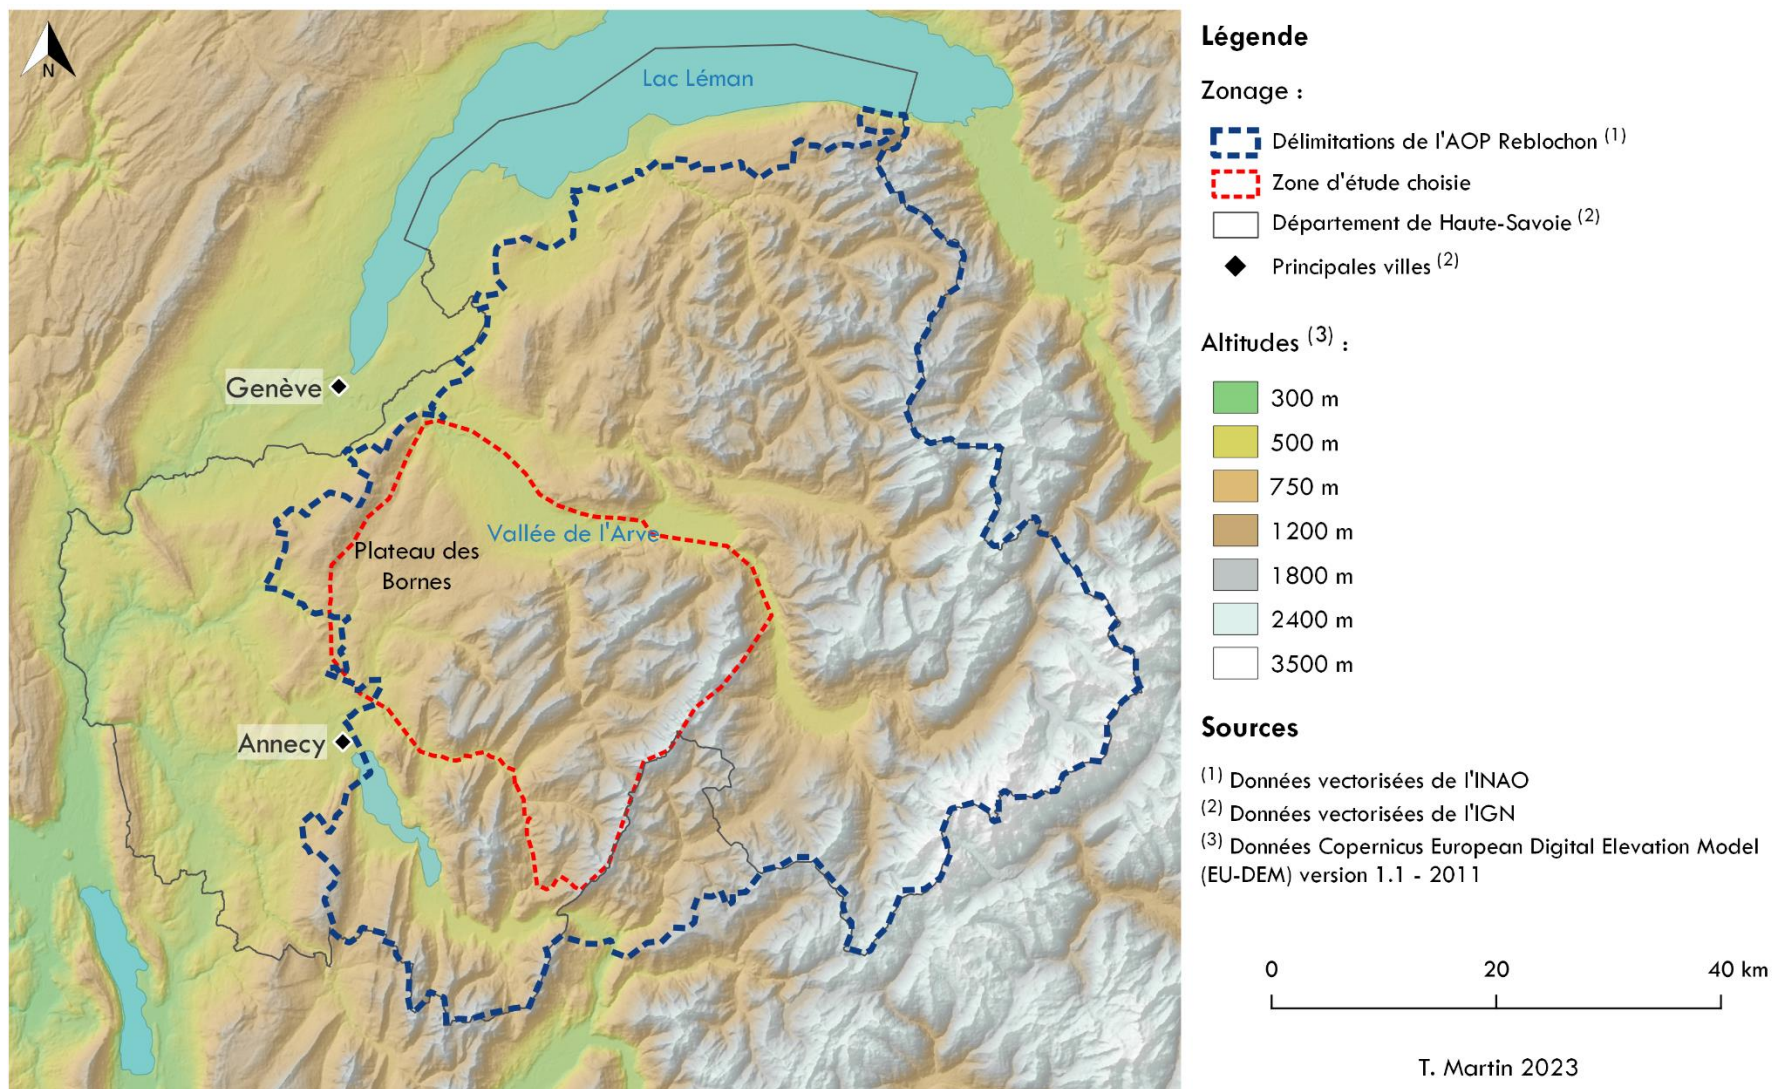 N
Lac Léman
Genève
Vallée de l'Arve
Plateau des
Bornes
Annecy
Légende
Zonage :
Délimitations de l'AOP Reblochon (1)
Zone d'étude choisie
Département de Haute-Savoie (2)
Principales villes (2)
Altitudes (3) :
300 m
500 m
750 m
1200 m
1800 m
2400 m
3500 m
Sources
(1) Données vectorisées de l'INAO
(2) Données vectorisées de l'IGN
(3) Données Copernicus European Digital Elevation Model
(EU-DEM) version 1.1 - 2011
0 20 40 km
T. Martin 2023